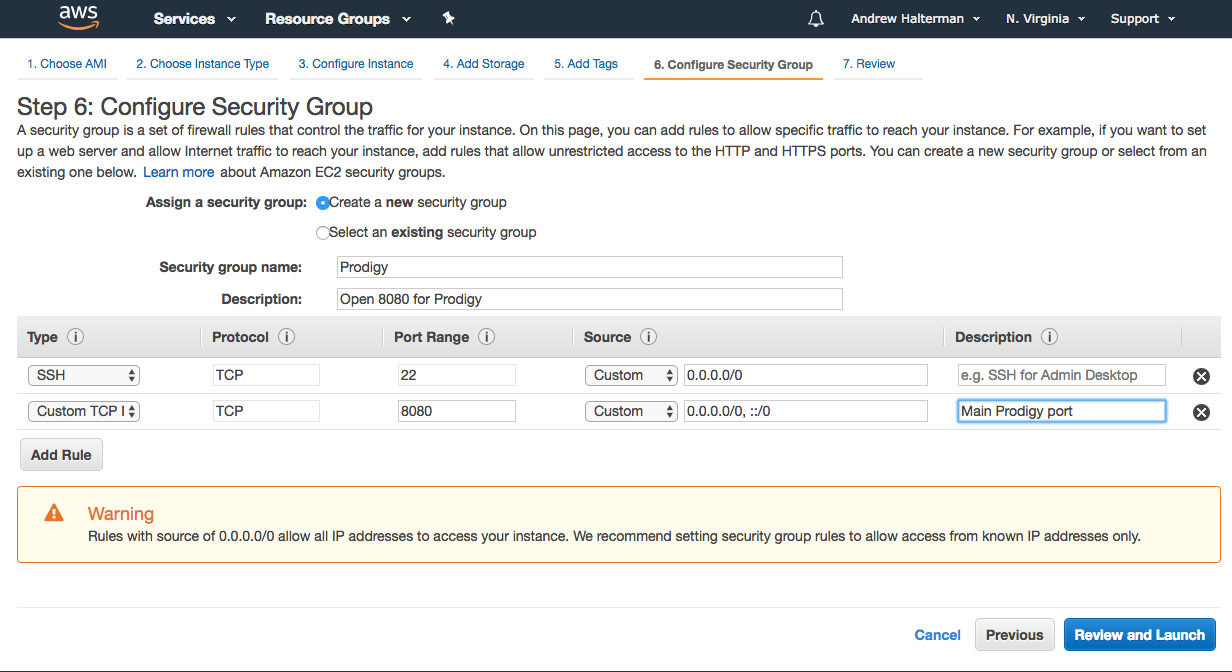 aws Services Resource Groups Andrew Halterman N. Virginia Support
1. Choose AMI 2. Choose Instance Type 3. Configure Instance 4. Add Storage 5. Add Tags 6. Configure Security Group 7. Review
Step 6: Configure Security Group
A security group is a set of firewall rules that control the traffic for your instance. On this page, you can add rules to allow specific traffic to reach your instance. For example, if you want to set
up a web server and allow Internet traffic to reach your instance, add rules that allow unrestricted access to the HTTP and HTTPS ports. You can create a new security group or select from an
existing one below. Learn more about Amazon EC2 security groups.
Assign a security group: Create a new security group
Select an existing security group
Security group name: Prodigy
Description: Open 8080 for Prodigy
Type i Protocol i Port Range i Source i Description i
SSH TCP 22 Custom 0.0.0.0/0 e.g. SSH for Admin Desktop
Custom TCP I TCP 8080 Custom 0.0.0.0/0, ::/0 Main Prodigy port
Add Rule
Warning
Rules with source of 0.0.0.0/0 allow all IP addresses to access your instance. We recommend setting security group rules to allow access from known IP addresses only.
Cancel Previous Review and Launch